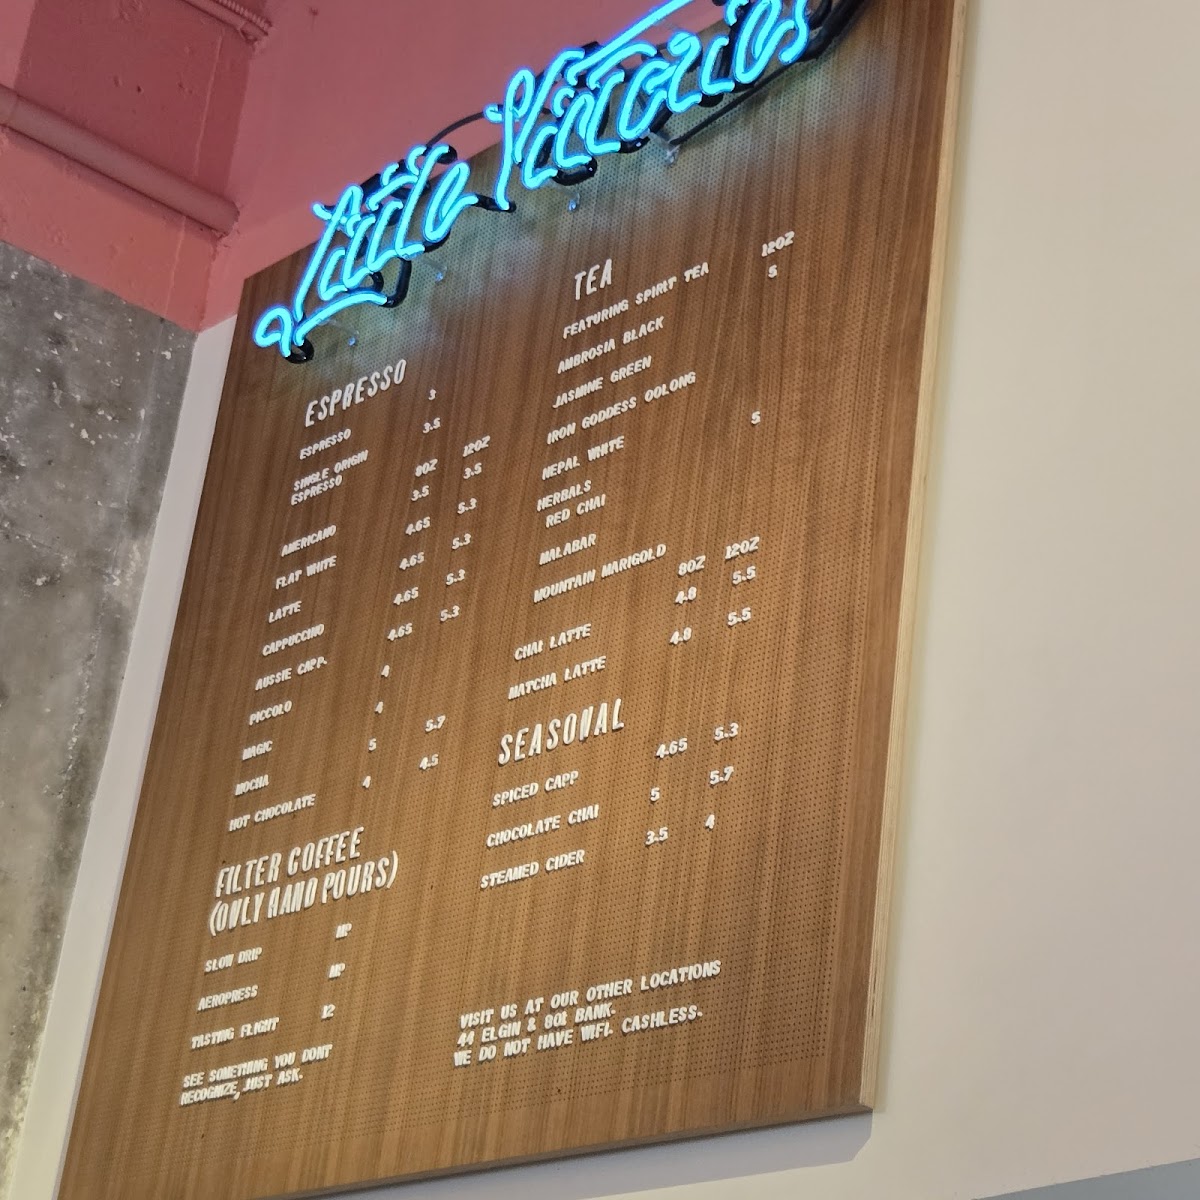 Little Victories
ESPRESSO
ESPRESSO 3
SINGLE ORIGIN 3.5
ESPRESSO
8OZ 12OZ
AMERICANO 3.5 3.5
FLAT WHITE 4.65 5.3
LATTE 4.65 5.3
CAPPUCCINO 4.65 5.3
AUSSIE CAPP. 4.65 5.3
PICCOLO 4
MAGIC 4
MOCHA 5 5.7
HOT CHOCOLATE 4 4.5
FILTER COFFEE
(ONLY HAND POURS)
SLOW DRIP MP
AEROPRESS MP
TASTING FLIGHT 12
SEE SOMETHING YOU DONT
RECOGNIZE, JUST ASK.
TEA 12OZ
FEATURING SPIRIT TEA 5
AMBROSIA BLACK
JASMINE GREEN
IRON GODDESS OOLONG
NEPAL WHITE
HERBALS 5
RED CHAI
MALABAR
MOUNTAIN MARIGOLD
8OZ 12OZ
CHAI LATTE 4.8 5.5
MATCHA LATTE 4.8 5.5
SEASONAL
SPICED CAPP 4.65 5.3
CHOCOLATE CHAI 5 5.7
STEAMED CIDER 3.5 4
VISIT US AT OUR OTHER LOCATIONS
44 ELGIN & 801 BANK.
WE DO NOT HAVE WIFI. CASHLESS.